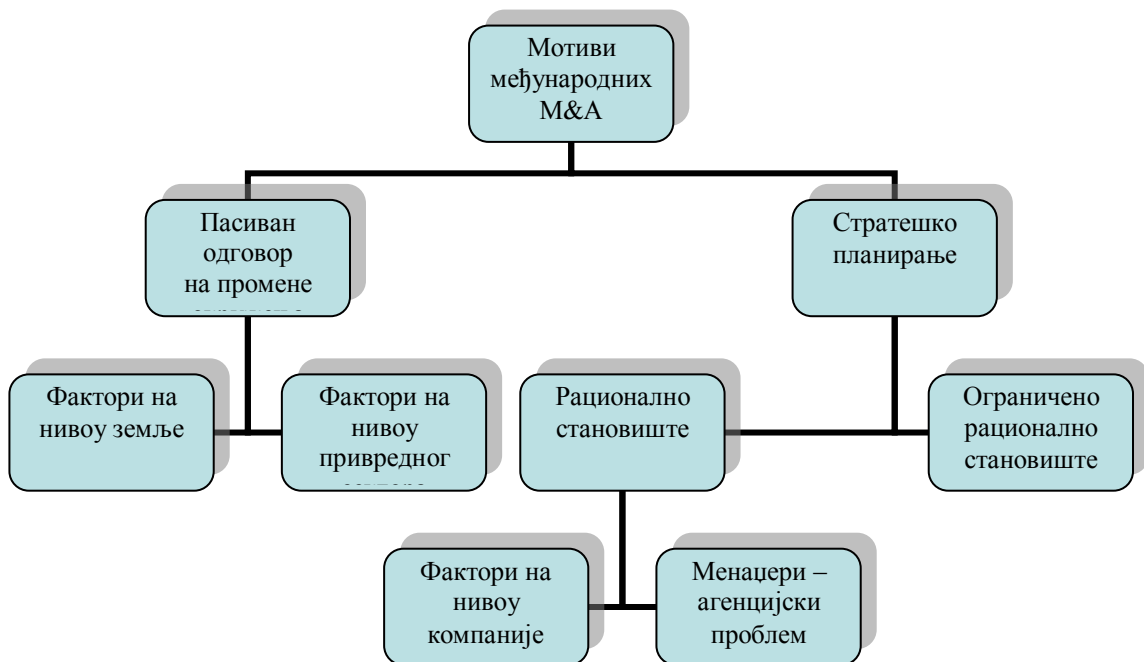 Мотиви
међународних
M&A
Пасиван
одговор
на промене
Стратешко
планирање
Фактори на
нивоу земље
Фактори на
нивоу
привредног
Рационално
становиште
Ограничено
рационално
становиште
Фактори на
нивоу
компаније
Менаџери –
агенцијски
проблем